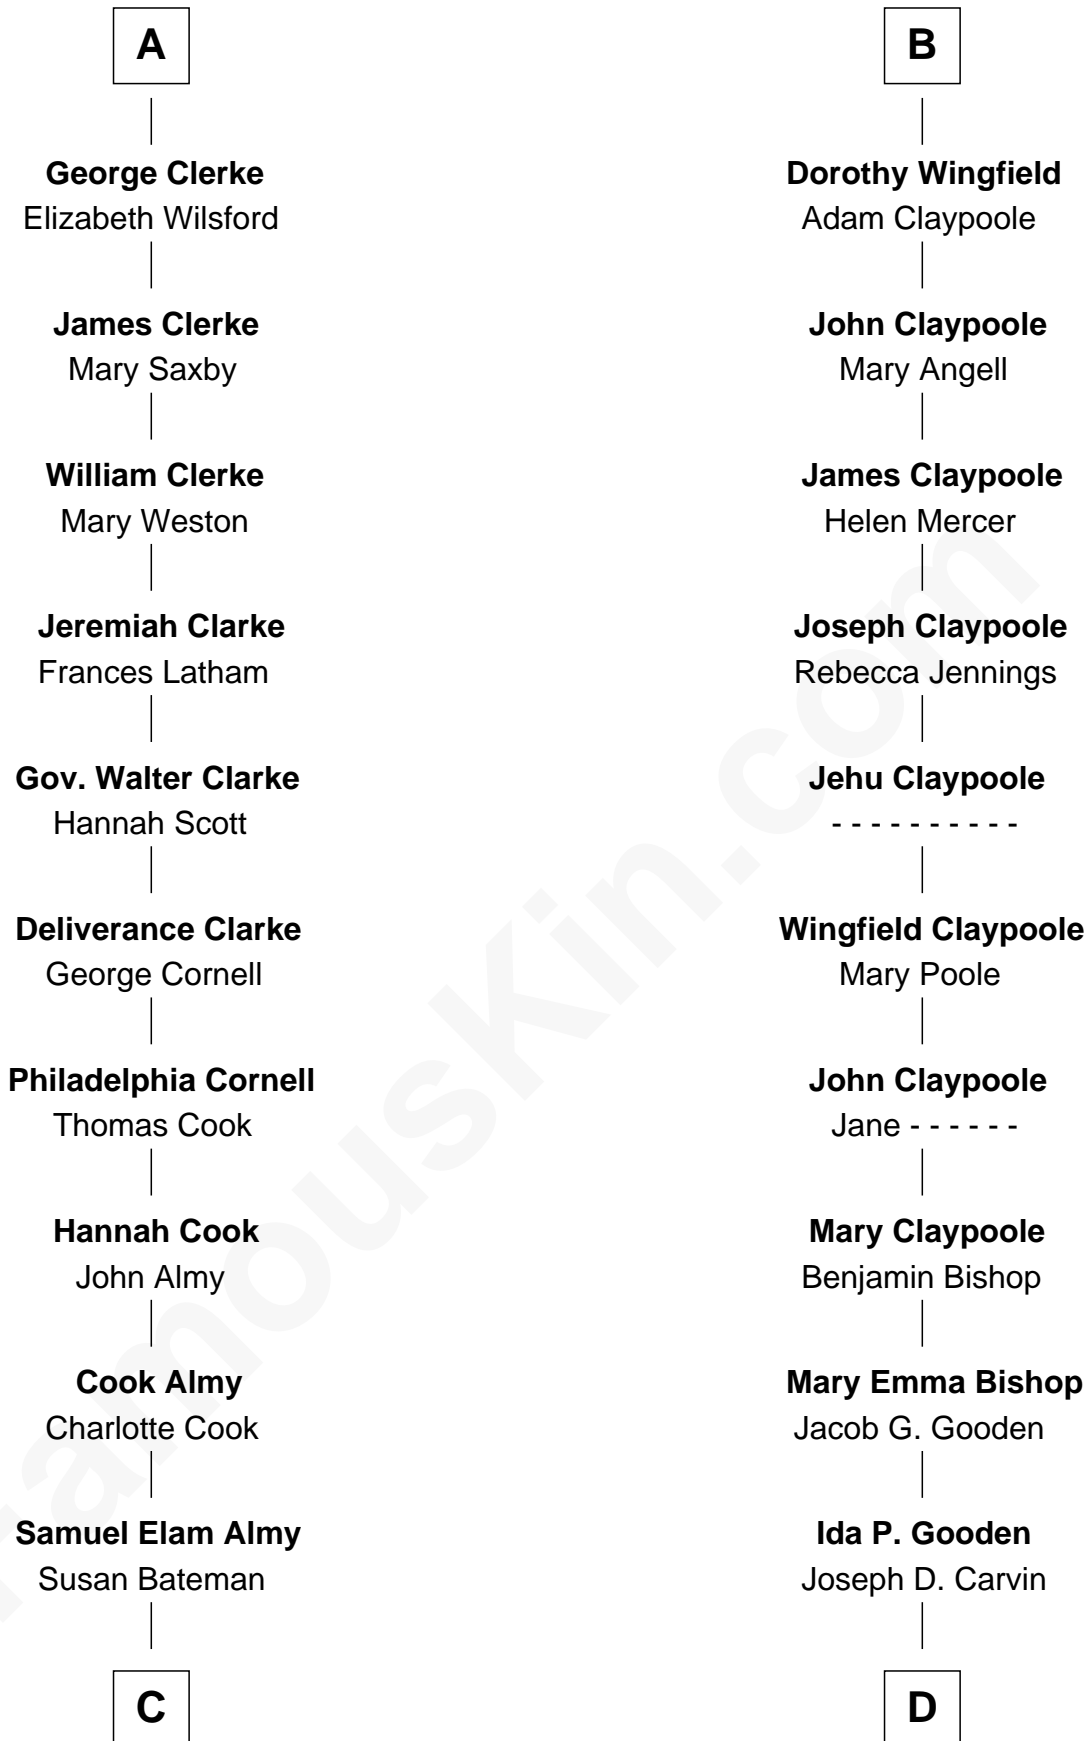 A
George Clerke
Elizabeth Wilsford
James Clerke
Mary Saxby
William Clerke
Mary Weston
Jeremiah Clarke
Frances Latham
Gov. Walter Clarke
Hannah Scott
Deliverance Clarke
George Cornell
Philadelphia Cornell
Thomas Cook
Hannah Cook
John Almy
Cook Almy
Charlotte Cook
Samuel Elam Almy
Susan Bateman
C
B
Dorothy Wingfield
Adam Claypoole
John Claypoole
Mary Angell
James Claypoole
Helen Mercer
Joseph Claypoole
Rebecca Jennings
Jehu Claypoole
- - - - - - - - - -
Wingfield Claypoole
Mary Poole
John Claypoole
Jane - - - - - -
Mary Claypoole
Benjamin Bishop
Mary Emma Bishop
Jacob G. Gooden
Ida P. Gooden
Joseph D. Carvin
D
FamousKin.com